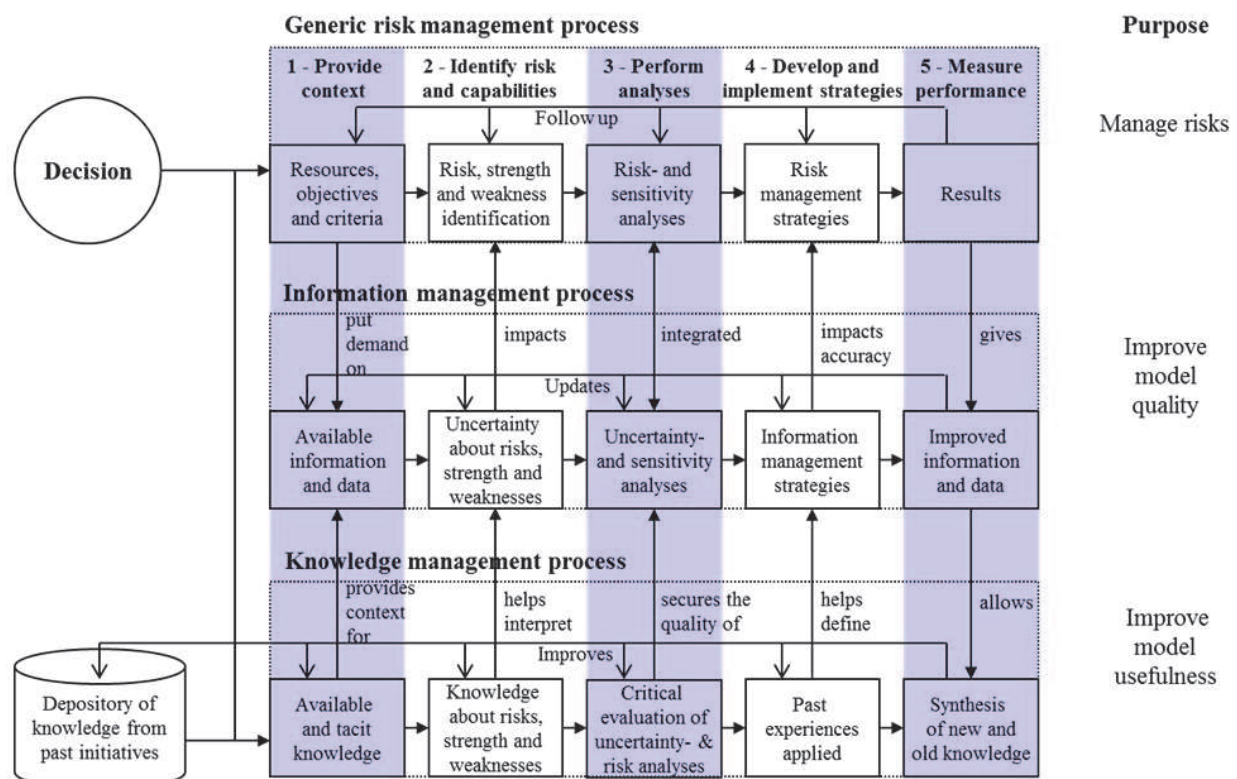 Generic risk management process
Purpose
1 - Provide
context
2 - Identify risk
and capabilities
3 - Perform
analyses
4 - Develop and
implement strategies
5 - Measure
performance
Follow up
Manage risks
Decision
Resources,
objectives
and criteria
Risk, strength
and weakness
identification
Risk- and
sensitivity
analyses
Risk
management
strategies
Results
Information management process
put
demand
on
impacts
integrated
impacts
accuracy
gives
Improve
model
quality
Updates
Available
information
and data
Uncertainty
about risks,
strength and
weaknesses
Uncertainty-
and sensitivity
analyses
Information
management
strategies
Improved
information
and data
Knowledge management process
provides
context
for
helps
interpret
secures the
quality of
helps
define
allows
Improve
model
usefulness
Improves
Depository of
knowledge from
past initiatives
Available
and tacit
knowledge
Knowledge
about risks,
strength and
weaknesses
Critical
evaluation of
uncertainty- &
risk analyses
Past
experiences
applied
Synthesis
of new and
old knowledge